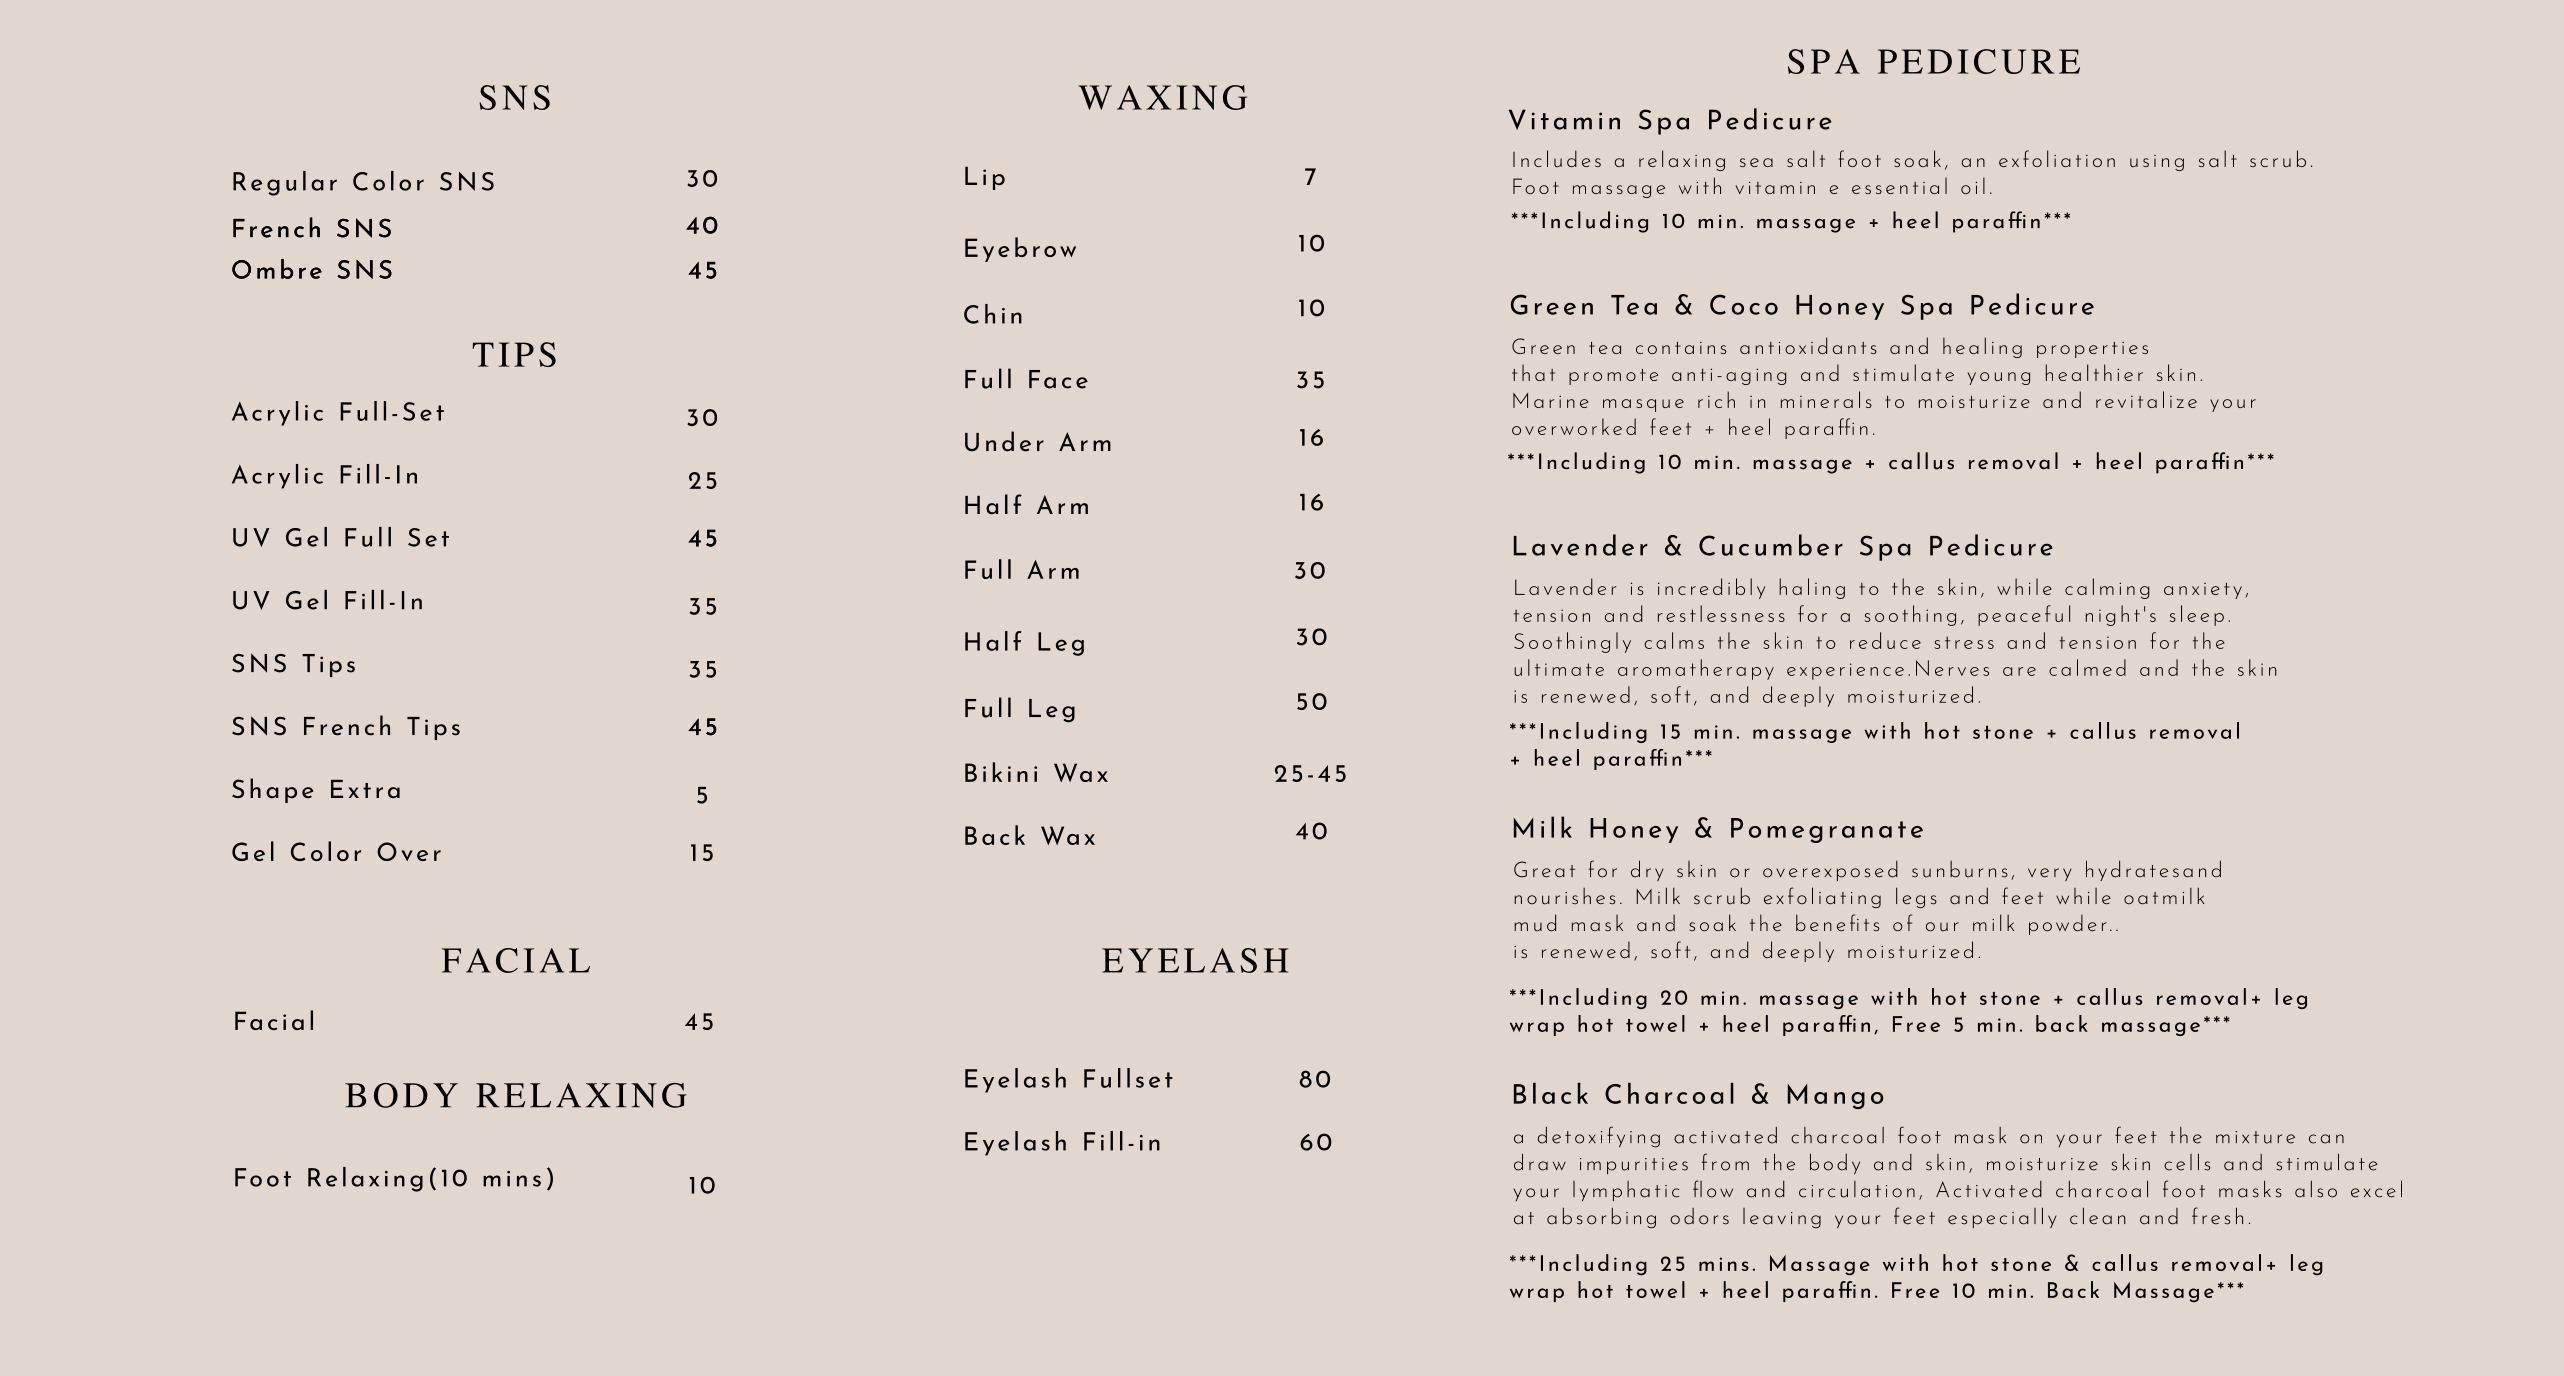 SNS
Regular Color SNS 30
French SNS 40
Ombre SNS 45
TIPS
Acrylic Full-Set 30
Acrylic Fill-In 25
UV Gel Full Set 45
UV Gel Fill-In 35
SNS Tips 35
SNS French Tips 45
Shape Extra 5
Gel Color Over 15
FACIAL
Facial 45
BODY RELAXING
Foot Relaxing(10 mins) 10
WAXING
Lip 7
Eyebrow 10
Chin 10
Full Face 35
Under Arm 16
Half Arm 16
Full Arm 30
Half Leg 30
Full Leg 50
Bikini Wax 25-45
Back Wax 40
EYELASH
Eyelash Fullset 80
Eyelash Fill-in 60
SPA PEDICURE
Vitamin Spa Pedicure
Includes a relaxing sea salt foot soak, an exfoliation using salt scrub.
Foot massage with vitamin e essential oil.
***Including 10 min. massage + heel paraffin***
Green Tea & Coco Honey Spa Pedicure
Green tea contains antioxidants and healing properties
that promote anti-aging and stimulate young healthier skin.
Marine masque rich in minerals to moisturize and revitalize your
overworked feet + heel paraffin.
***Including 10 min. massage + callus removal + heel paraffin***
Lavender & Cucumber Spa Pedicure
Lavender is incredibly haling to the skin, while calming anxiety,
tension and restlessness for a soothing, peaceful night's sleep.
Soothingly calms the skin to reduce stress and tension for the
ultimate aromatherapy experience.Nerves are calmed and the skin
is renewed, soft, and deeply moisturized.
***Including 15 min. massage with hot stone + callus removal
+ heel paraffin***
Milk Honey & Pomegranate
Great for dry skin or overexposed sunburns, very hydratesand
nourishes. Milk scrub exfoliating legs and feet while oatmilk
mud mask and soak the benefits of our milk powder..
is renewed, soft, and deeply moisturized.
***Including 20 min. massage with hot stone + callus removal+ leg
wrap hot towel + heel paraffin, Free 5 min. back massage***
Black Charcoal & Mango
a detoxifying activated charcoal foot mask on your feet the mixture can
draw impurities from the body and skin, moisturize skin cells and stimulate
your lymphatic flow and circulation, Activated charcoal foot masks also excel
at absorbing odors leaving your feet especially clean and fresh.
***Including 25 mins. Massage with hot stone & callus removal+ leg
wrap hot towel + heel paraffin. Free 10 min. Back Massage***